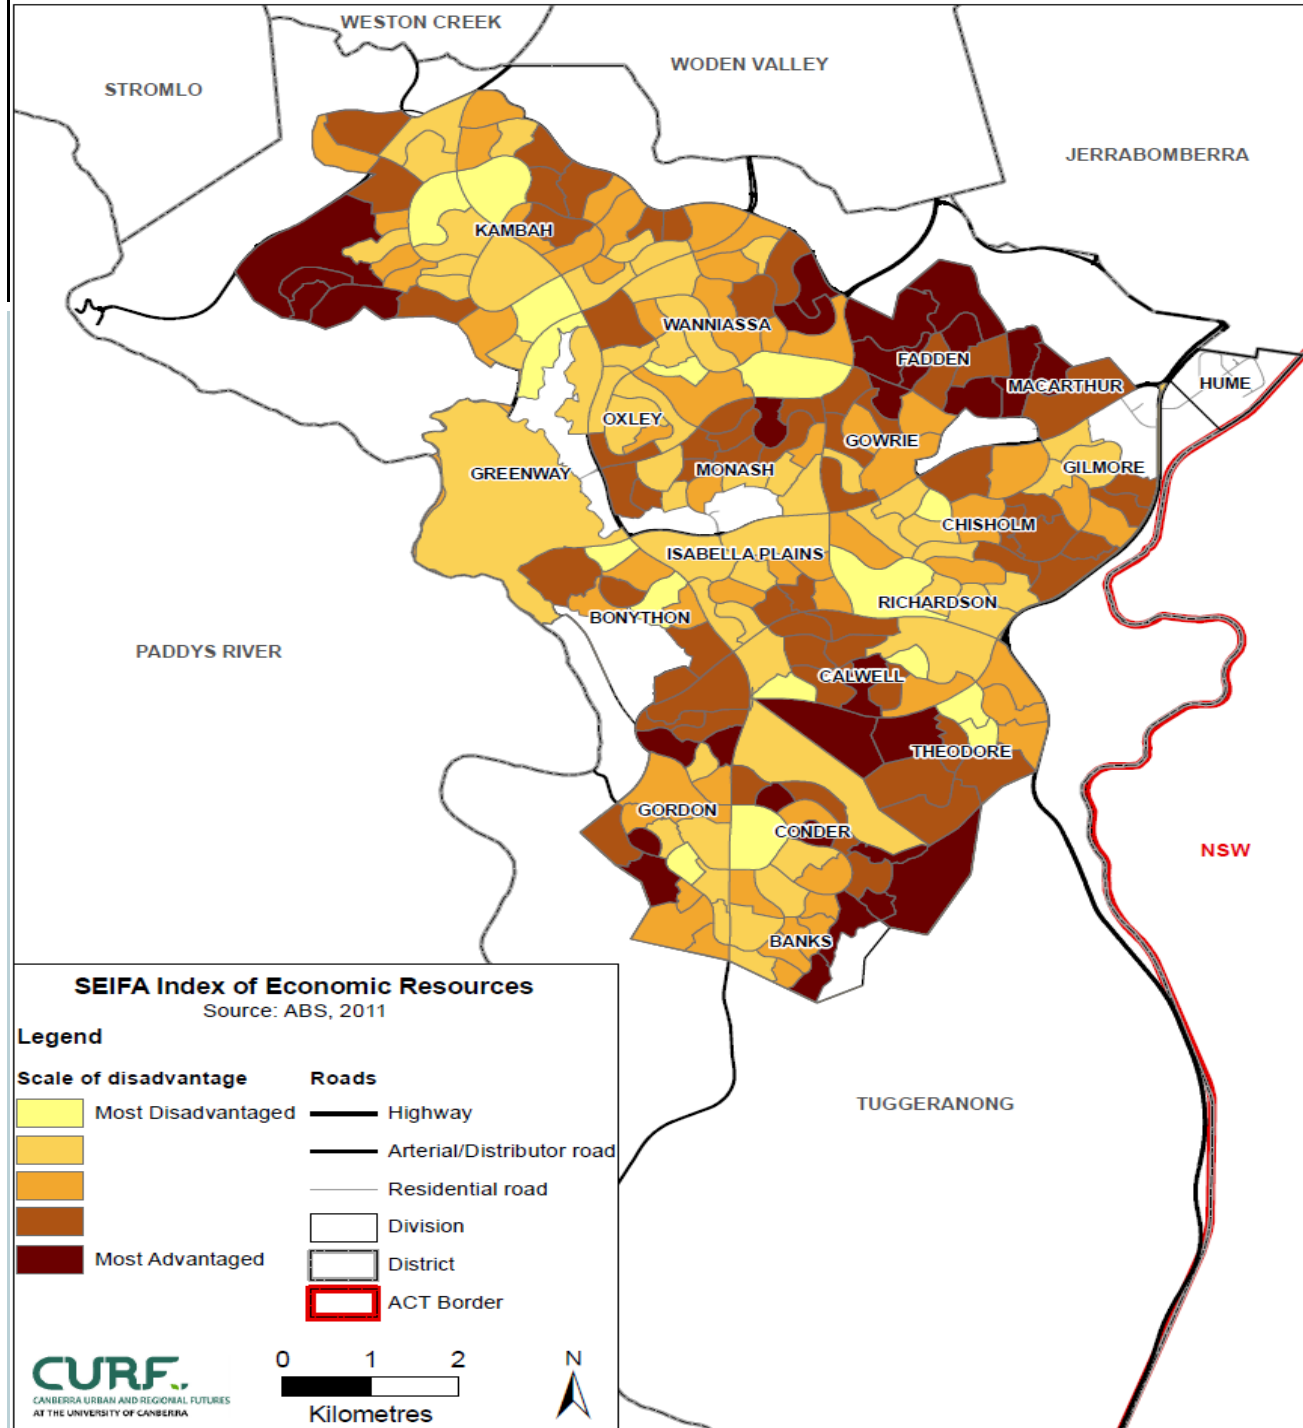 WESTON CREEK
WODEN VALLEY
STROMLO
JERRABOMBERRA
KAMBAH
WANNIASSA
FADDEN
MACARTHUR
HUME
OXLEY
GOWRIE
GREENWAY
MONASH
GILMORE
CHISHOLM
ISABELLA PLAINS
RICHARDSON
BONYTHON
PADDYS RIVER
CALWELL
THEODORE
GORDON
CONDER
NSW
BANKS
TUGGERANONG
SEIFA Index of Economic Resources
Source: ABS, 2011
Legend
Scale of disadvantage
Most Disadvantaged
Most Advantaged
Roads
Highway
Arterial/Distributor road
Residential road
Division
District
ACT Border
CURF
CANBERRA URBAN AND REGIONAL FUTURES
AT THE UNIVERSITY OF CANBERRA
0 1 2
Kilometres
N